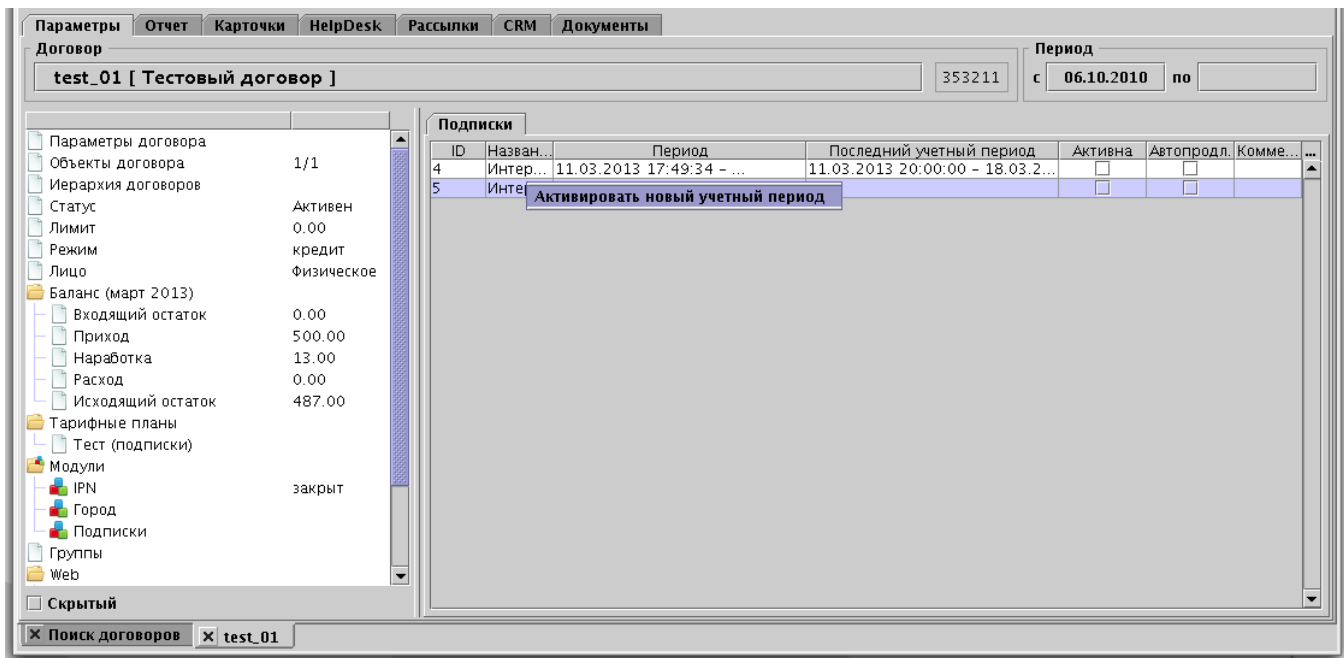 Параметры Отчет Карточки HelpDesk Рассылки CRM Документы
Договор Период
test_01 [ Тестовый договор ] 353211 с 06.10.2010 по
Подписки
ID Назван... Период Последний учетный период Активна Автопродл. Комме... ...
4 Интер... 11.03.2013 17:49:34 – ... 11.03.2013 20:00:00 – 18.03.2...
5
Активировать новый учетный период
Параметры договора
Объекты договора 1/1
Иерархия договоров
Статус Активен
Лимит 0.00
Режим кредит
Лицо Физическое
Баланс (март 2013)
Входящий остаток 0.00
Приход 500.00
Наработка 13.00
Расход 0.00
Исходящий остаток 487.00
Тарифные планы
Тест (подписки)
Модули
IPN закрыт
Город
Подписки
Группы
Web
Скрытый
Поиск договоров test_01